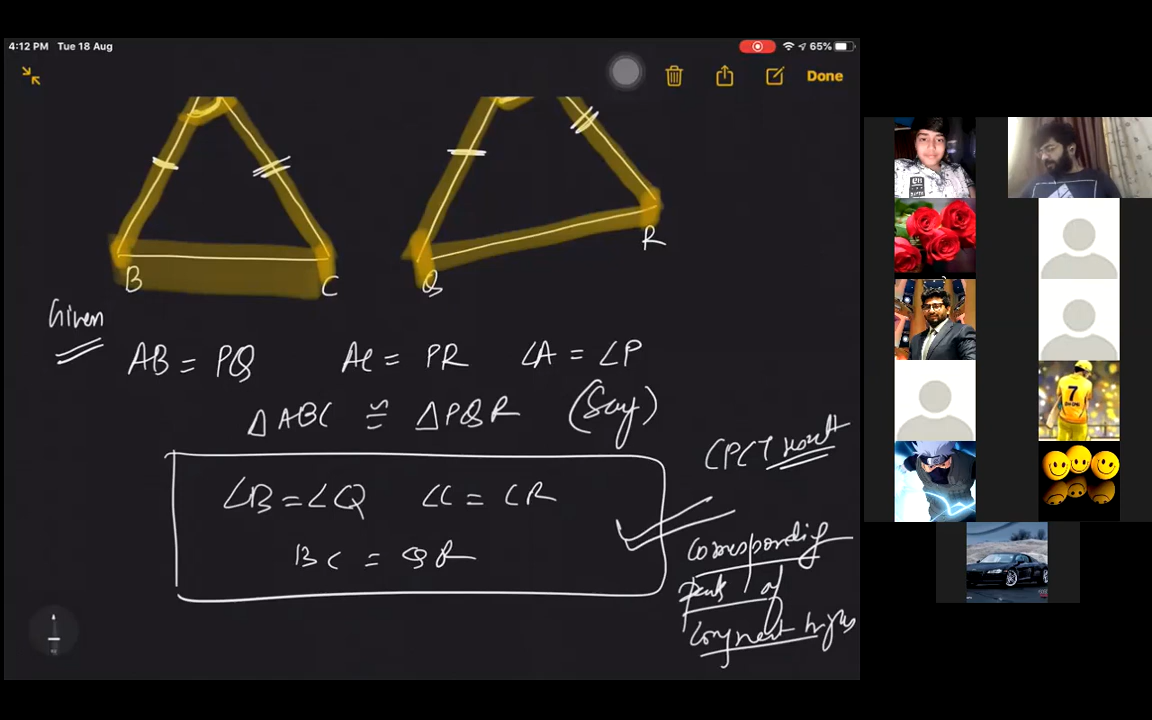 4:12 PM Tue 18 Aug
65%
Done
B
C
Q
R
Given
AB = PQ AC = PR ∠A = ∠P
△ABC ≅ △PQR (Say)
CPCT result
∠B = ∠Q ∠C = ∠R
BC = QR
Corresponding
parts of
Congruent
7